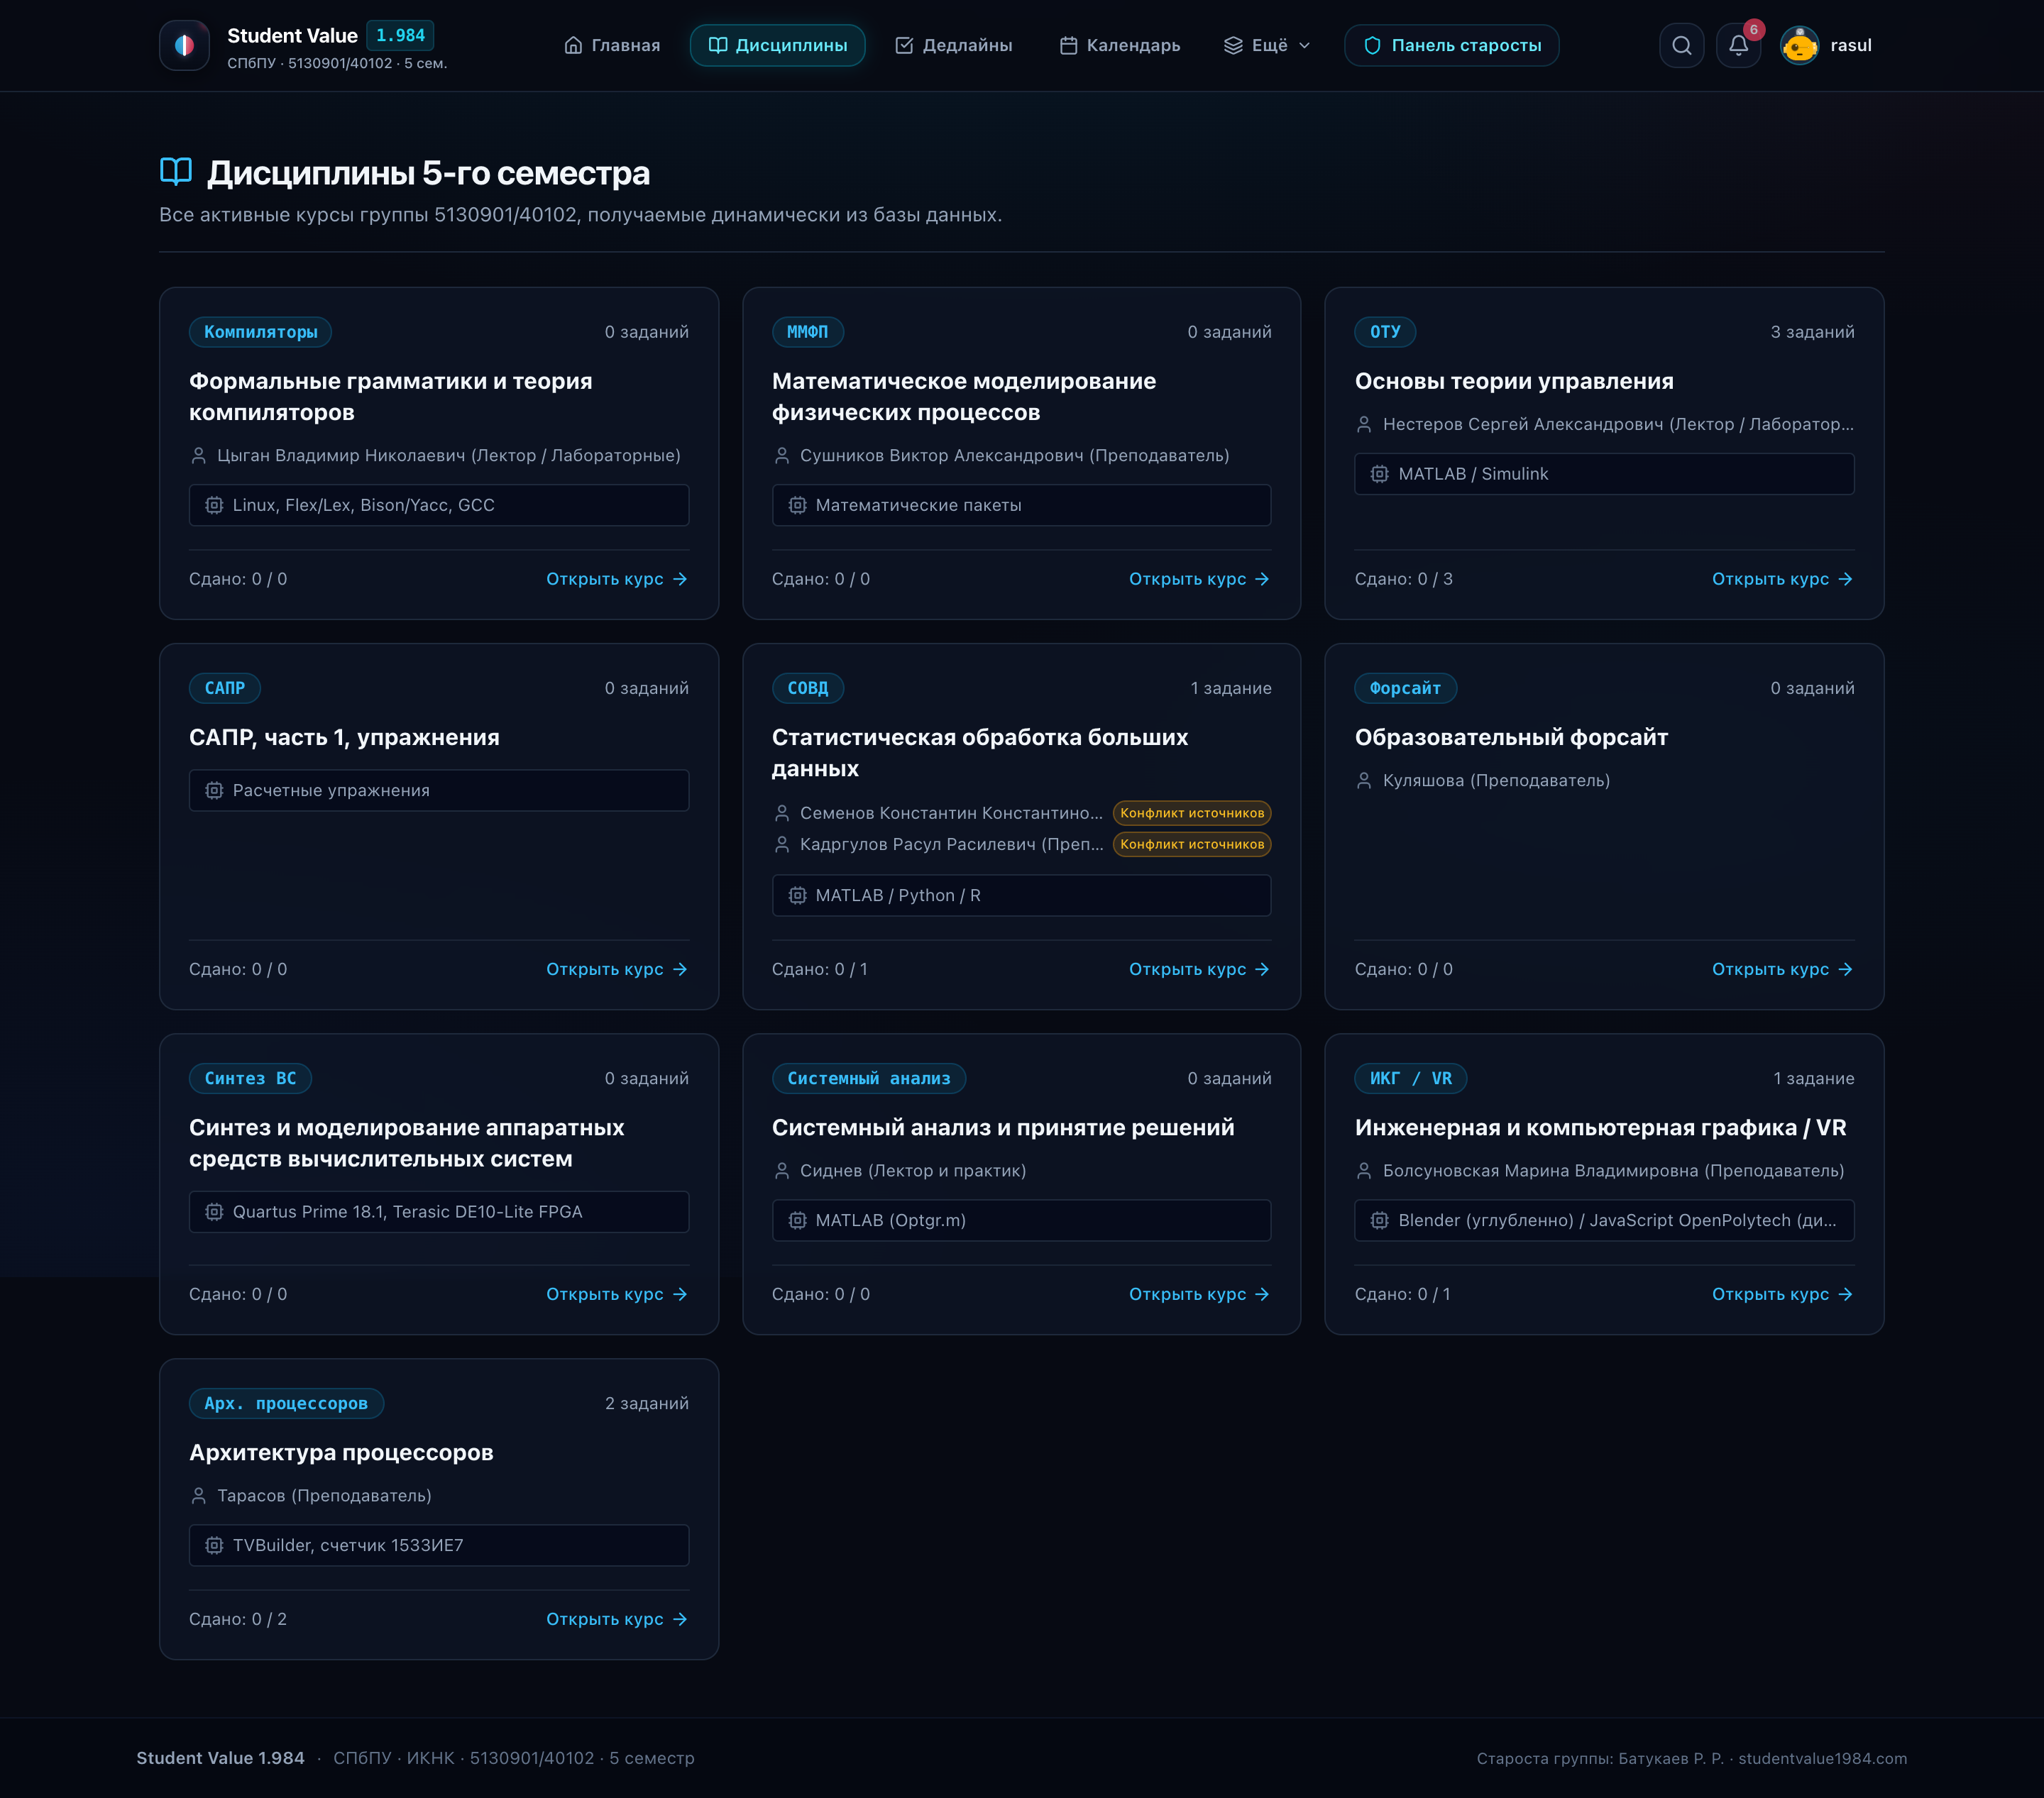 Student Value 1.984
СПбПУ · 5130901/40102 · 5 сем.
Главная
Дисциплины
Дедлайны
Календарь
Ещё
Панель старосты
6
rasul
Дисциплины 5-го семестра
Все активные курсы группы 5130901/40102, получаемые динамически из базы данных.
Компиляторы
0 заданий
Формальные грамматики и теория
компиляторов
Цыган Владимир Николаевич (Лектор / Лабораторные)
Linux, Flex/Lex, Bison/Yacc, GCC
Сдано: 0 / 0
Открыть курс →
ММФП
0 заданий
Математическое моделирование
физических процессов
Сушников Виктор Александрович (Преподаватель)
Математические пакеты
Сдано: 0 / 0
Открыть курс →
ОТУ
3 заданий
Основы теории управления
Нестеров Сергей Александрович (Лектор / Лаборатор...
MATLAB / Simulink
Сдано: 0 / 3
Открыть курс →
САПР
0 заданий
САПР, часть 1, упражнения
Расчетные упражнения
Сдано: 0 / 0
Открыть курс →
СОВД
1 задание
Статистическая обработка больших
данных
Семенов Константин Константино... Конфликт источников
Кадргулов Расул Расилевич (Преп... Конфликт источников
MATLAB / Python / R
Сдано: 0 / 1
Открыть курс →
Форсайт
0 заданий
Образовательный форсайт
Куляшова (Преподаватель)
Сдано: 0 / 0
Открыть курс →
Синтез ВС
0 заданий
Синтез и моделирование аппаратных
средств вычислительных систем
Quartus Prime 18.1, Terasic DE10-Lite FPGA
Сдано: 0 / 0
Открыть курс →
Системный анализ
0 заданий
Системный анализ и принятие решений
Сиднев (Лектор и практик)
MATLAB (Optgr.m)
Сдано: 0 / 0
Открыть курс →
ИКГ / VR
1 задание
Инженерная и компьютерная графика / VR
Болсуновская Марина Владимировна (Преподаватель)
Blender (углубленно) / JavaScript OpenPolytech (ди...
Сдано: 0 / 1
Открыть курс →
Арх. процессоров
2 заданий
Архитектура процессоров
Тарасов (Преподаватель)
TVBuilder, счетчик 1533ИЕ7
Сдано: 0 / 2
Открыть курс →
Student Value 1.984 · СПбПУ · ИКНК · 5130901/40102 · 5 семестр
Староста группы: Батукаев Р. Р. · studentvalue1984.com